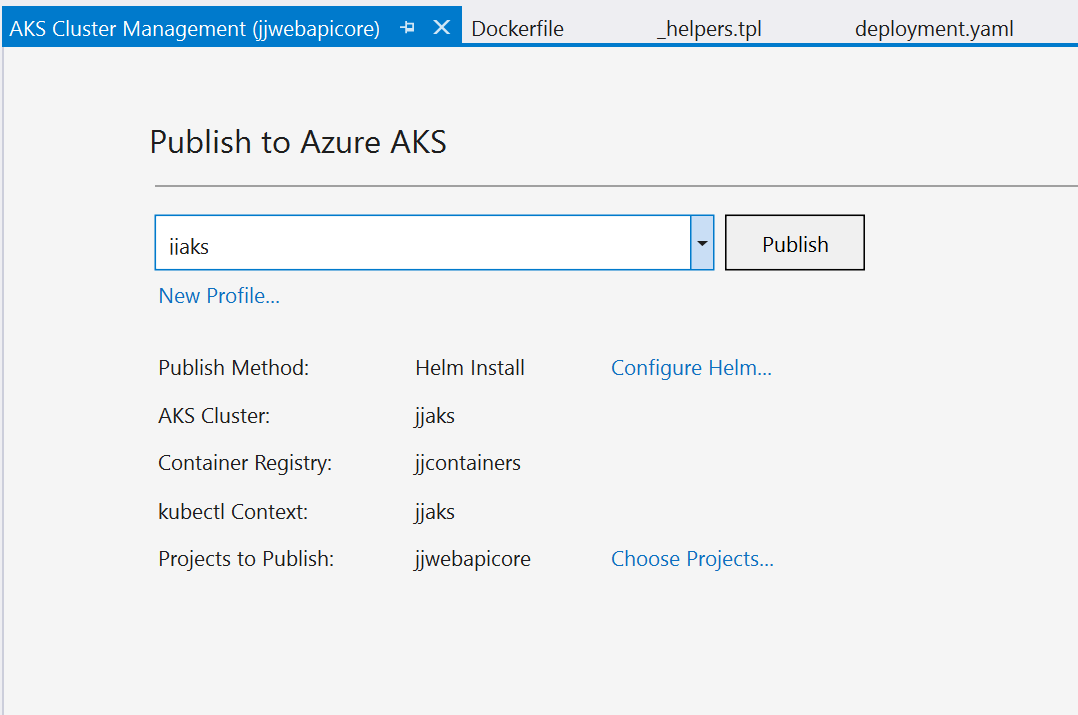 AKS Cluster Management (jjwebapicore) Dockerfile _helpers.tpl deployment.yaml
Publish to Azure AKS
jjaks Publish
New Profile...
Publish Method: Helm Install Configure Helm...
AKS Cluster: jjaks
Container Registry: jjcontainers
kubectl Context: jjaks
Projects to Publish: jjwebapicore Choose Projects...